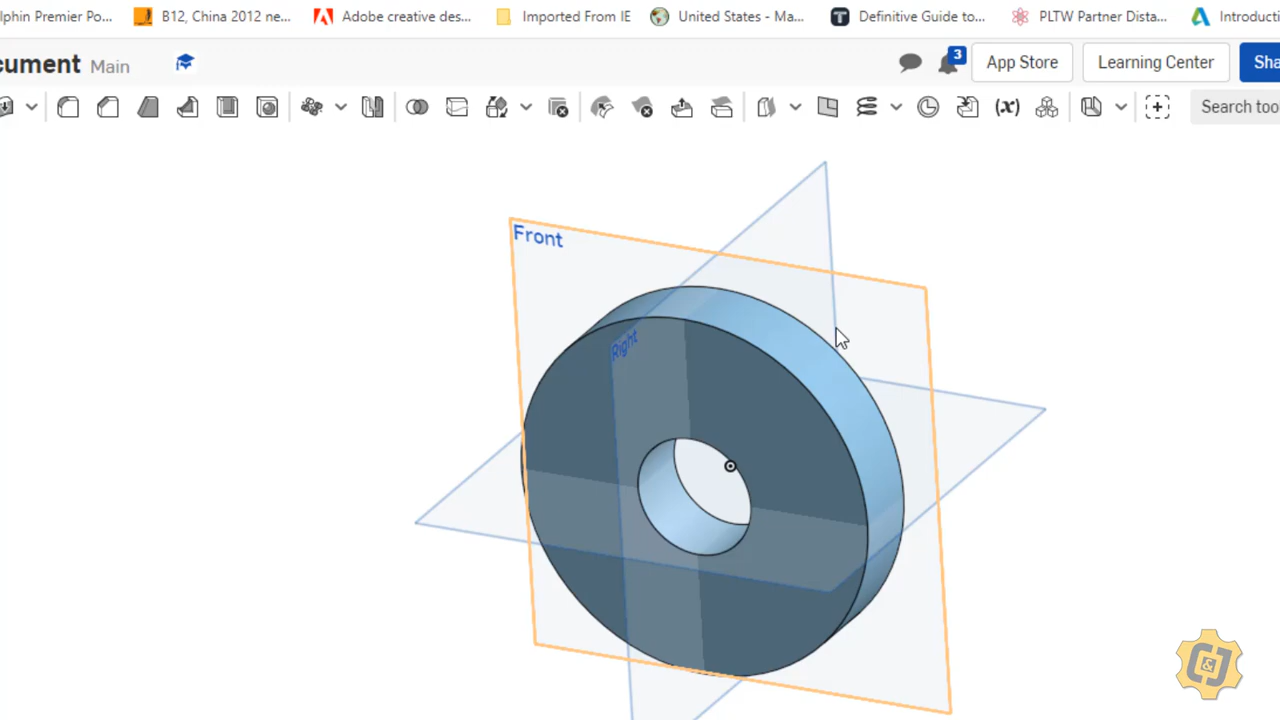 lphin Premier Po... B12, China 2012 ne... Adobe creative des... Imported From IE United States - Ma... Definitive Guide to... PLTW Partner Dista... Introducti
cument Main 3 App Store Learning Center Sha
(x) Search too
Front
Right
C&J